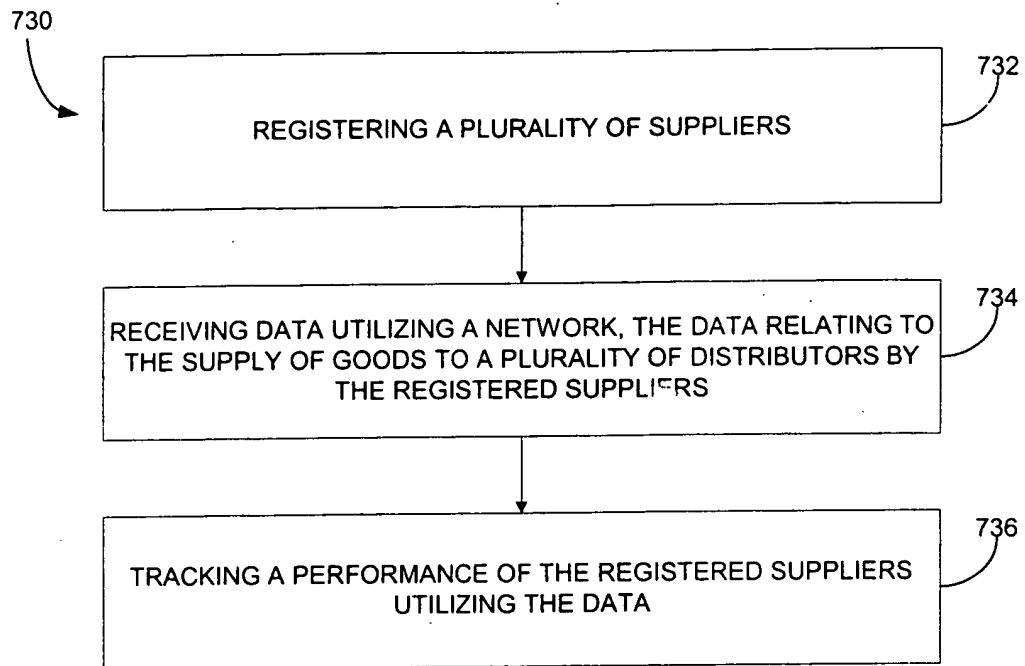 730
732
REGISTERING A PLURALITY OF SUPPLIERS
734
RECEIVING DATA UTILIZING A NETWORK, THE DATA RELATING TO
THE SUPPLY OF GOODS TO A PLURALITY OF DISTRIBUTORS BY
THE REGISTERED SUPPLIERS
736
TRACKING A PERFORMANCE OF THE REGISTERED SUPPLIERS
UTILIZING THE DATA